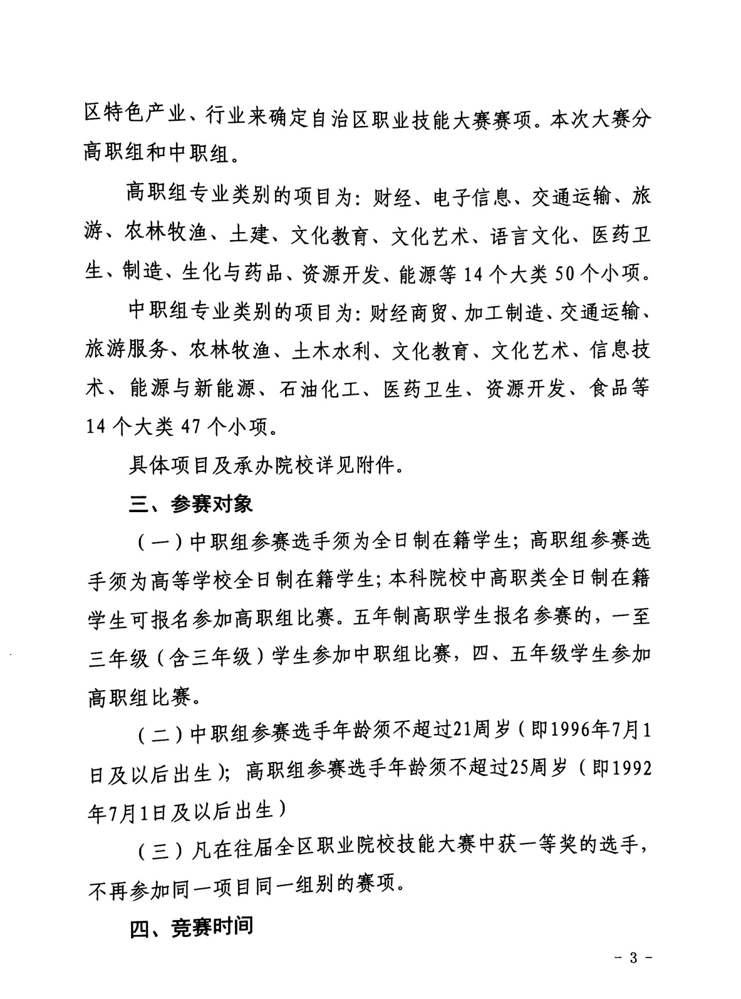 区特色产业、行业来确定自治区职业技能大赛赛项。本次大赛分
高职组和中职组。
高职组专业类别的项目为：财经、电子信息、交通运输、旅
游、农林牧渔、土建、文化教育、文化艺术、语言文化、医药卫
生、制造、生化与药品、资源开发、能源等 14 个大类 50 个小项。
中职组专业类别的项目为：财经商贸、加工制造、交通运输、
旅游服务、农林牧渔、土木水利、文化教育、文化艺术、信息技
术、能源与新能源、石油化工、医药卫生、资源开发、食品等
14 个大类 47 个小项。
具体项目及承办院校详见附件。
三、参赛对象
（一）中职组参赛选手须为全日制在籍学生；高职组参赛选
手须为高等学校全日制在籍学生；本科院校中高职类全日制在籍
学生可报名参加高职组比赛。五年制高职学生报名参赛的，一至
三年级（含三年级）学生参加中职组比赛，四、五年级学生参加
高职组比赛。
（二）中职组参赛选手年龄须不超过21周岁（即1996年7月1
日及以后出生）；高职组参赛选手年龄须不超过25周岁（即1992
年7月1日及以后出生）
（三）凡在往届全区职业院校技能大赛中获一等奖的选手，
不再参加同一项目同一组别的赛项。
四、竞赛时间
- 3 -